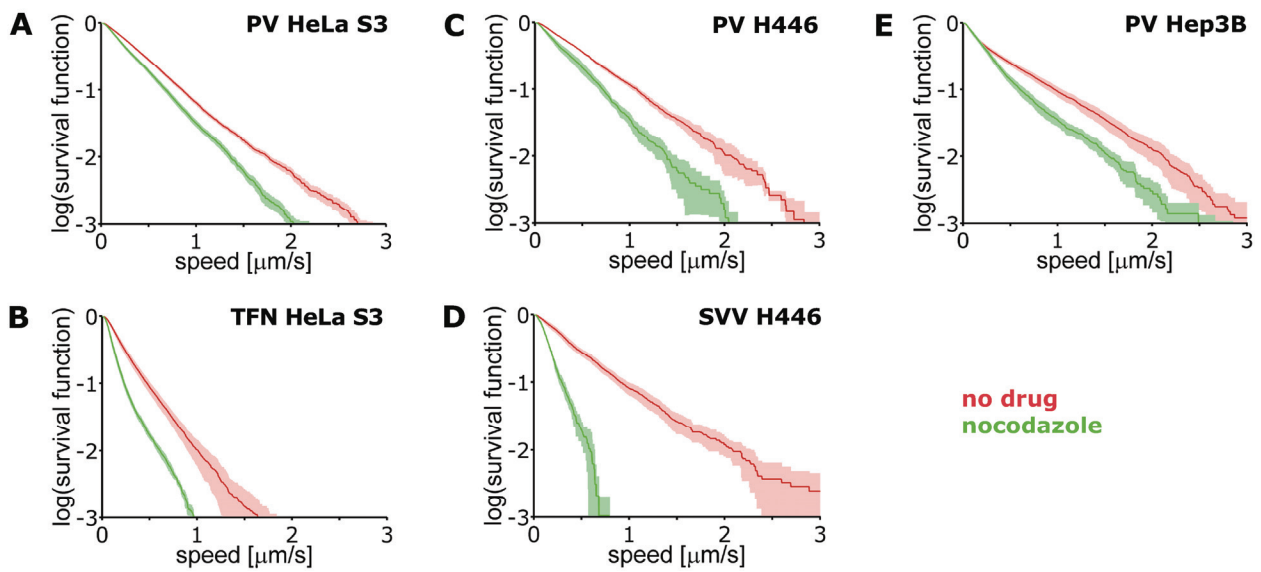 A
PV HeLa S3
log(survival function)
0
-1
-2
-3
0
1
2
3
speed [μm/s]
C
PV H446
log(survival function)
0
-1
-2
-3
0
1
2
3
speed [μm/s]
E
PV Hep3B
log(survival function)
0
-1
-2
-3
0
1
2
3
speed [μm/s]
B
TFN HeLa S3
log(survival function)
0
-1
-2
-3
0
1
2
3
speed [μm/s]
D
SVV H446
log(survival function)
0
-1
-2
-3
0
1
2
3
speed [μm/s]
no drug
nocodazole